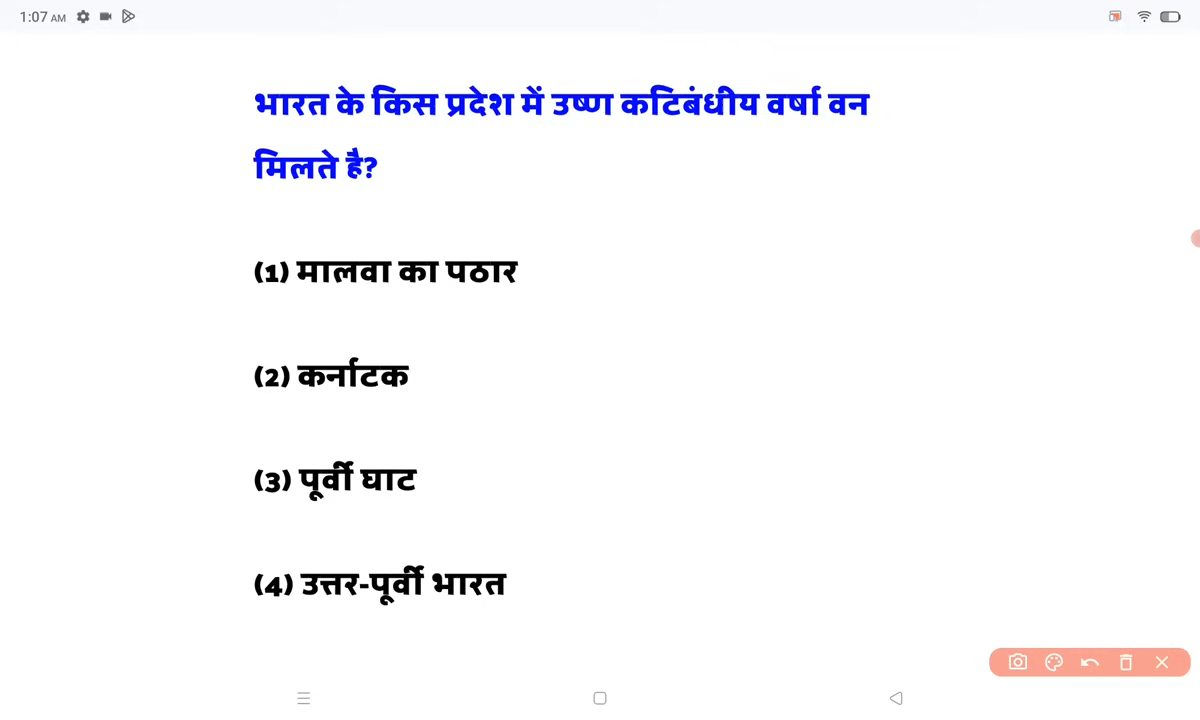 1:07 AM
भारत के किस प्रदेश में उष्ण कटिबंधीय वर्षा वन
मिलते है?
(1) मालवा का पठार
(2) कर्नाटक
(3) पूर्वी घाट
(4) उत्तर-पूर्वी भारत